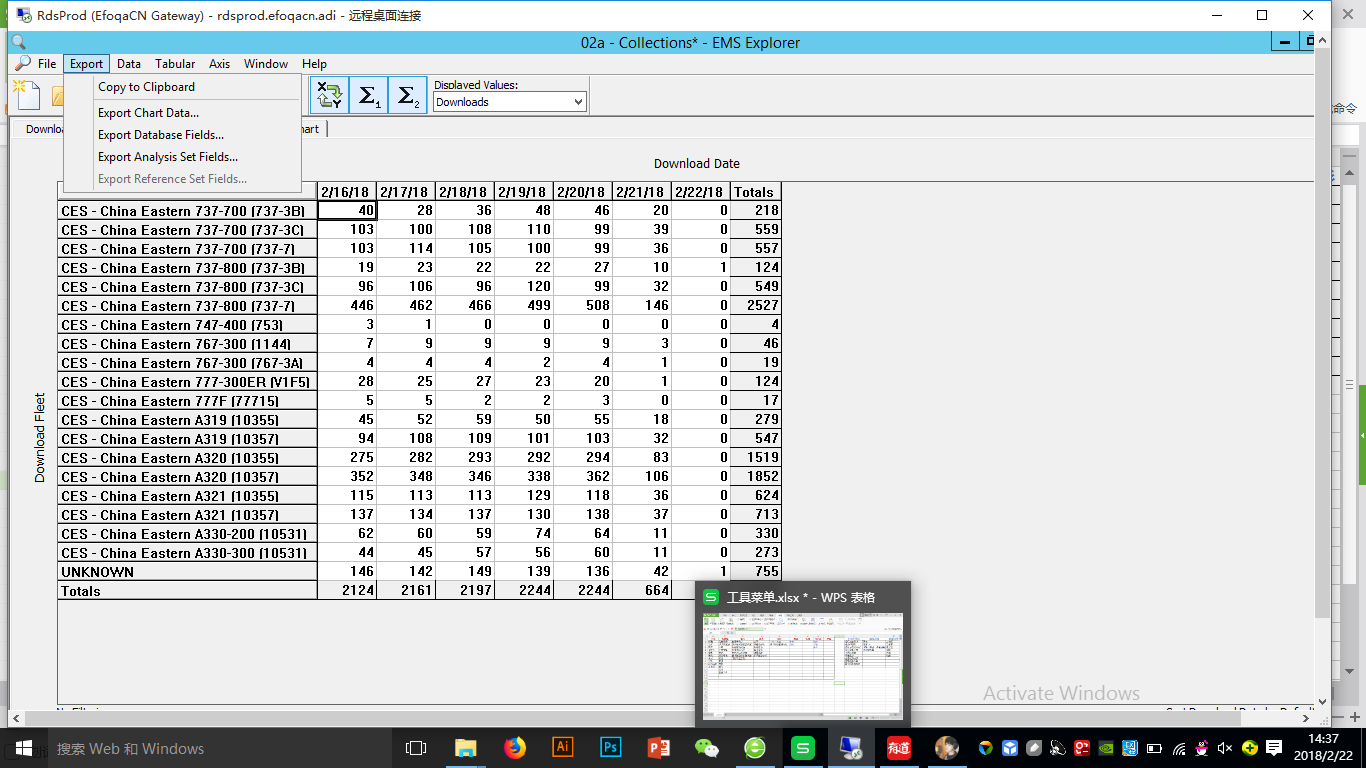 RdsProd (EfoqaCN Gateway) - rdsprod.efoqacn.adi - 远程桌面连接
02a - Collections* - EMS Explorer
File Export Data Tabular Axis Window Help
Copy to Clipboard
Export Chart Data...
Export Database Fields...
Export Analysis Set Fields...
Export Reference Set Fields...
Displayed Values:
Downloads
命令
Download Date
2/16/18 2/17/18 2/18/18 2/19/18 2/20/18 2/21/18 2/22/18 Totals
CES - China Eastern 737-700 (737-3B) 40 28 36 48 46 20 0 218
CES - China Eastern 737-700 (737-3C) 103 100 108 110 99 39 0 559
CES - China Eastern 737-700 (737-7) 103 114 105 100 99 36 0 557
CES - China Eastern 737-800 (737-3B) 19 23 22 22 27 10 1 124
CES - China Eastern 737-800 (737-3C) 96 106 96 120 99 32 0 549
CES - China Eastern 737-800 (737-7) 446 462 466 499 508 146 0 2527
CES - China Eastern 747-400 (753) 3 1 0 0 0 0 0 4
CES - China Eastern 767-300 (1144) 7 9 9 9 9 3 0 46
CES - China Eastern 767-300 (767-3A) 4 4 4 2 4 1 0 19
CES - China Eastern 777-300ER (V1F5) 28 25 27 23 20 1 0 124
CES - China Eastern 777F (77715) 5 5 2 2 3 0 0 17
CES - China Eastern A319 (10355) 45 52 59 50 55 18 0 279
CES - China Eastern A319 (10357) 94 108 109 101 103 32 0 547
CES - China Eastern A320 (10355) 275 282 293 292 294 83 0 1519
CES - China Eastern A320 (10357) 352 348 346 338 362 106 0 1852
CES - China Eastern A321 (10355) 115 113 113 129 118 36 0 624
CES - China Eastern A321 (10357) 137 134 137 130 138 37 0 713
CES - China Eastern A330-200 (10531) 62 60 59 74 64 11 0 330
CES - China Eastern A330-300 (10531) 44 45 57 56 60 11 0 273
UNKNOWN 146 142 149 139 136 42 1 755
Totals 2124 2161 2197 2244 2244 664
Download Fleet
工具菜单.xlsx * - WPS 表格
Activate Windows
搜索 Web 和 Windows
Ai
Ps
有道
14:37
2018/2/22